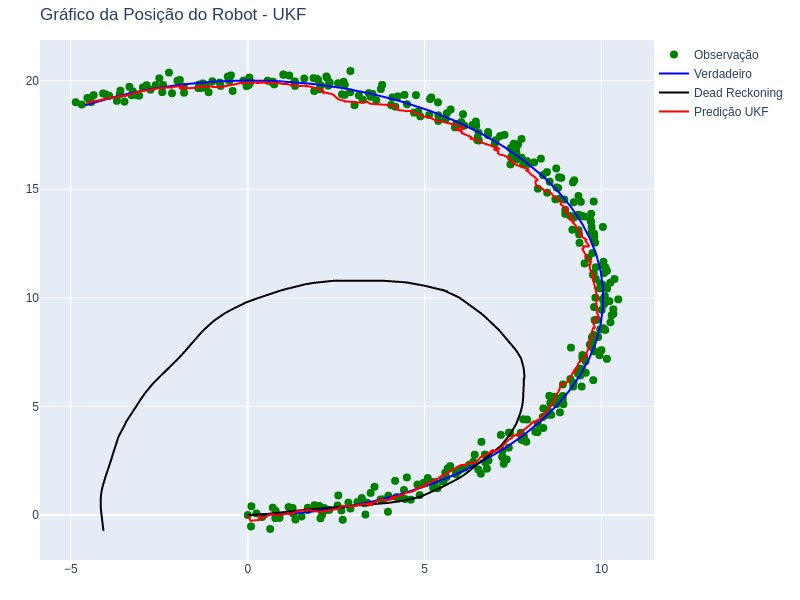 Gráfico da Posição do Robot - UKF
Observação
Verdadeiro
Dead Reckoning
Predição UKF
20
15
10
5
0
−5
0
5
10